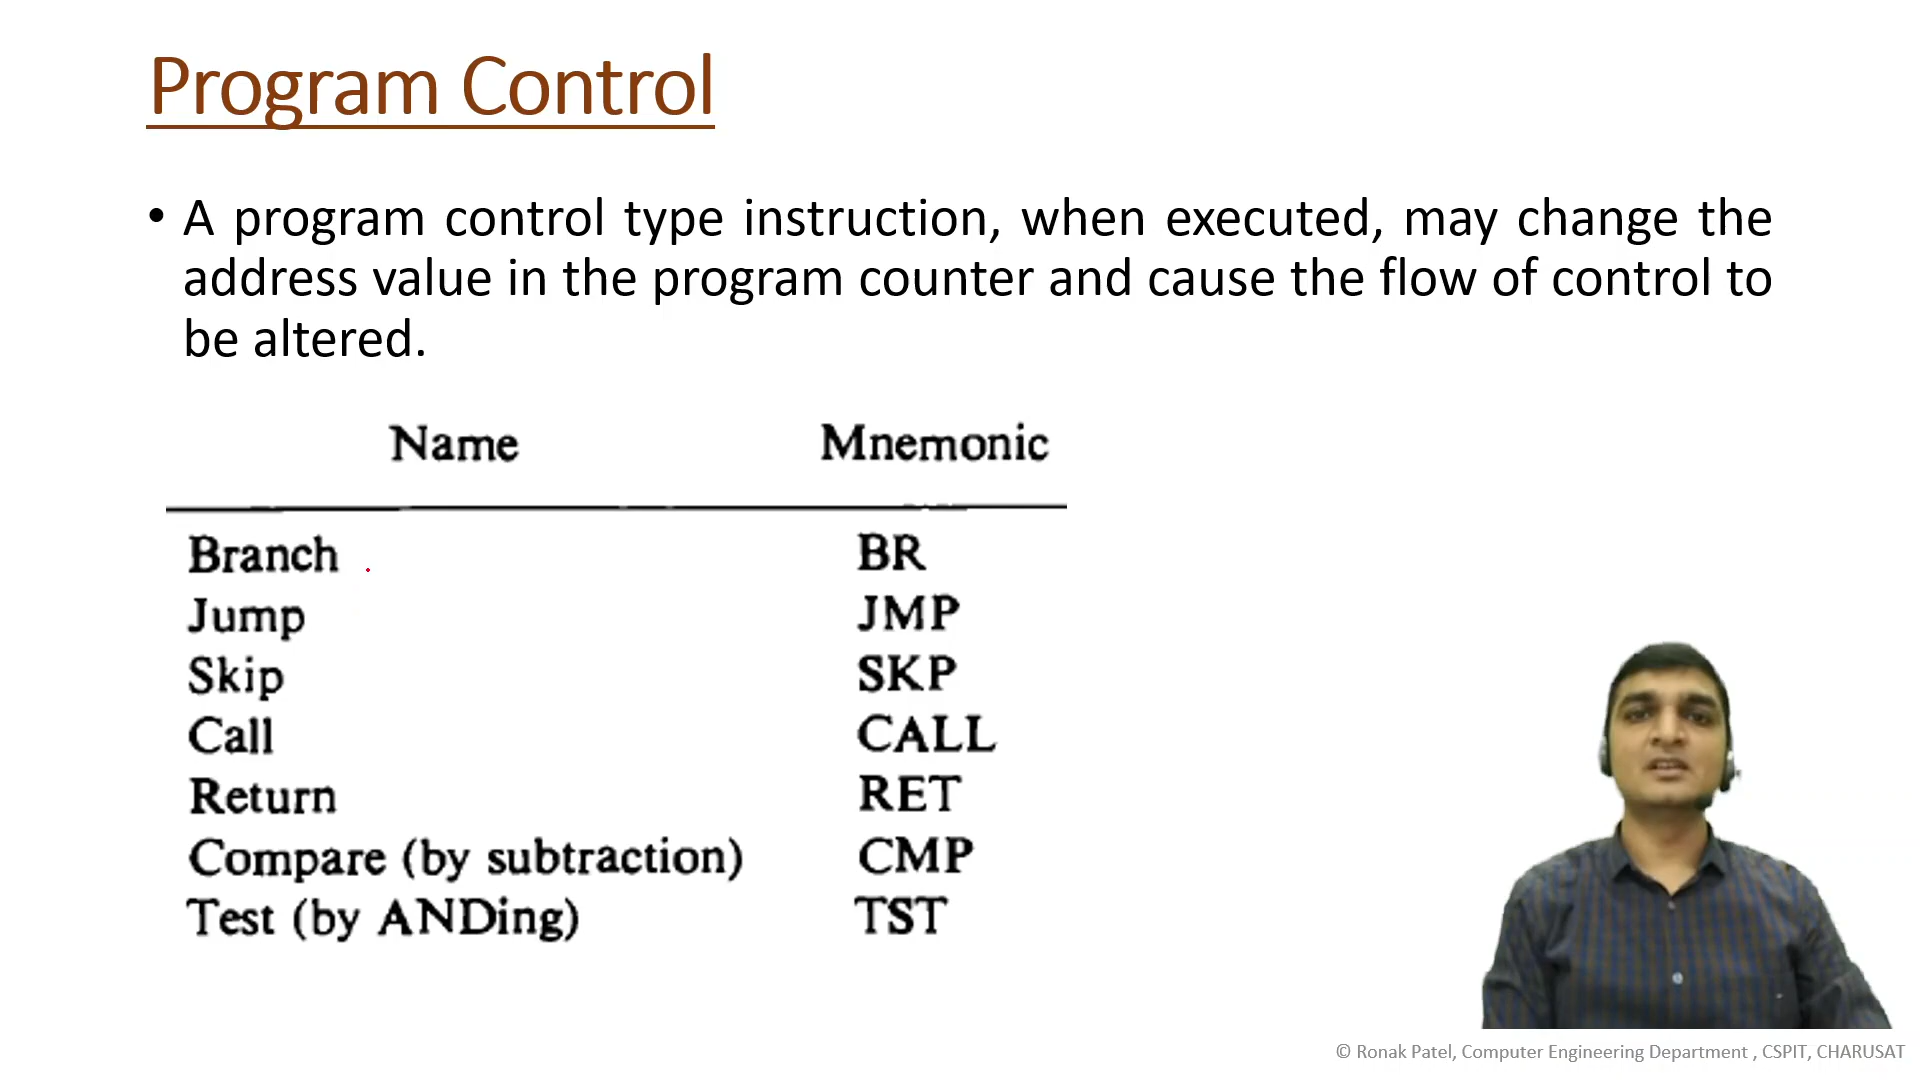 Program Control
• A program control type instruction, when executed, may change the
address value in the program counter and cause the flow of control to
be altered.
Name Mnemonic
Branch BR
Jump JMP
Skip SKP
Call CALL
Return RET
Compare (by subtraction) CMP
Test (by ANDing) TST
© Ronak Patel, Computer Engineering Department , CSPIT, CHARUSAT